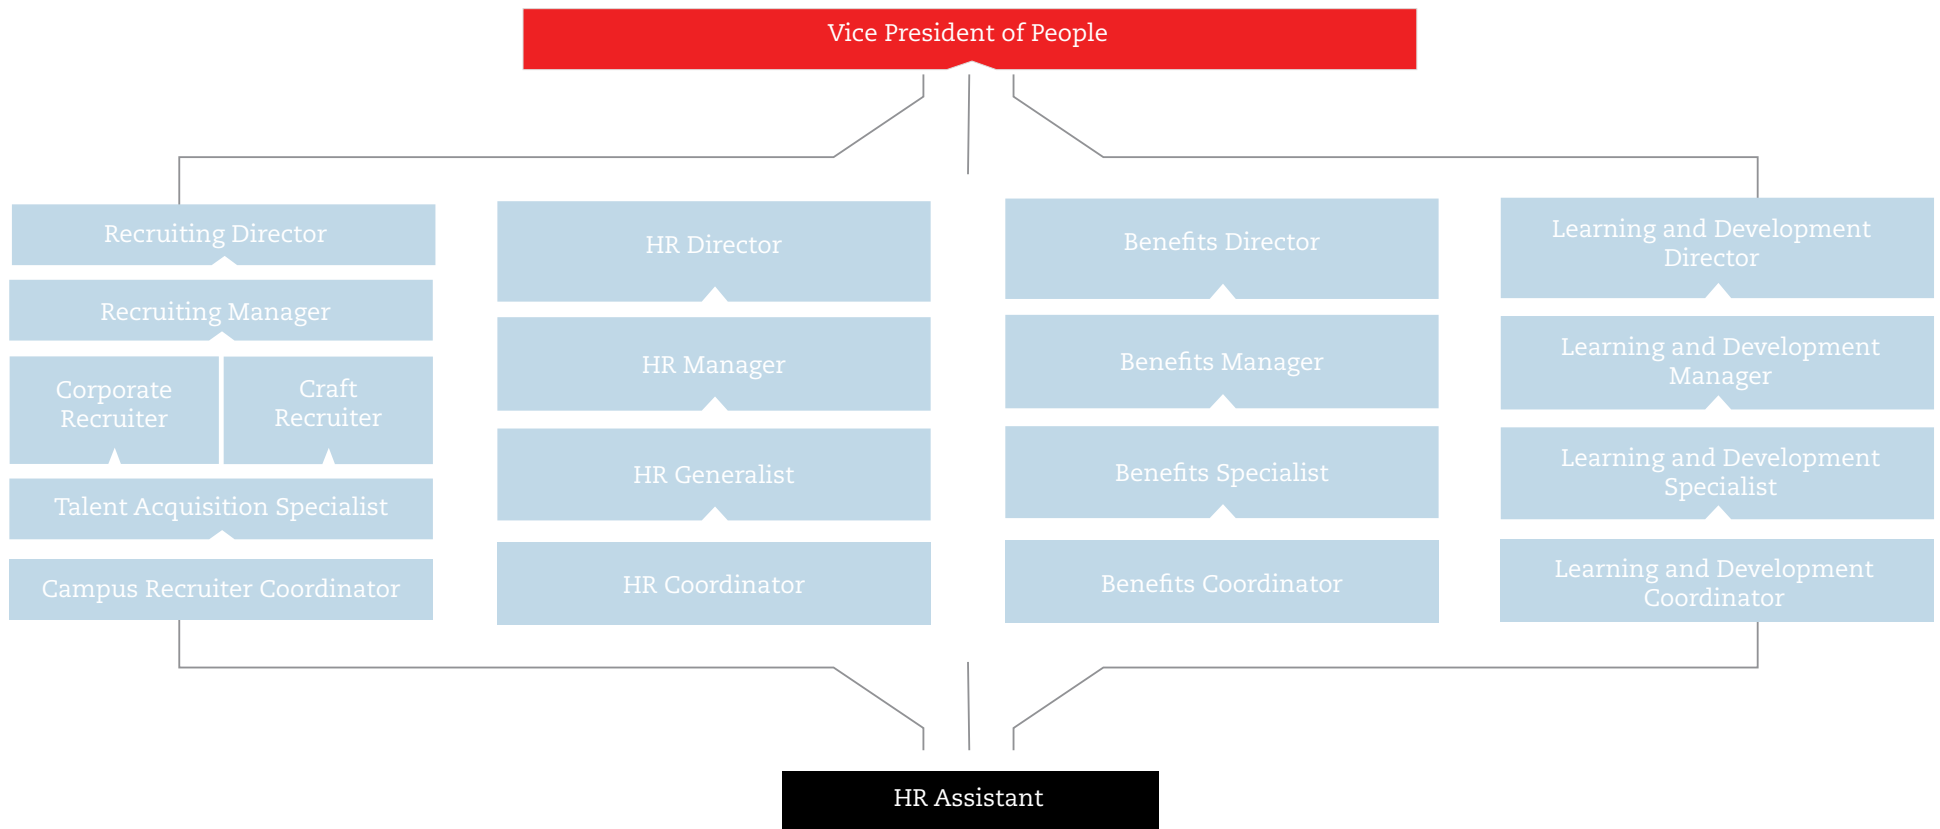 Vice President of People
Recruiting Director
Recruiting Manager
Corporate
Recruiter
Craft
Recruiter
Talent Acquisition Specialist
Campus Recruiter Coordinator
HR Director
HR Manager
HR Generalist
HR Coordinator
Benefits Director
Benefits Manager
Benefits Specialist
Benefits Coordinator
Learning and Development
Director
Learning and Development
Manager
Learning and Development
Specialist
Learning and Development
Coordinator
HR Assistant